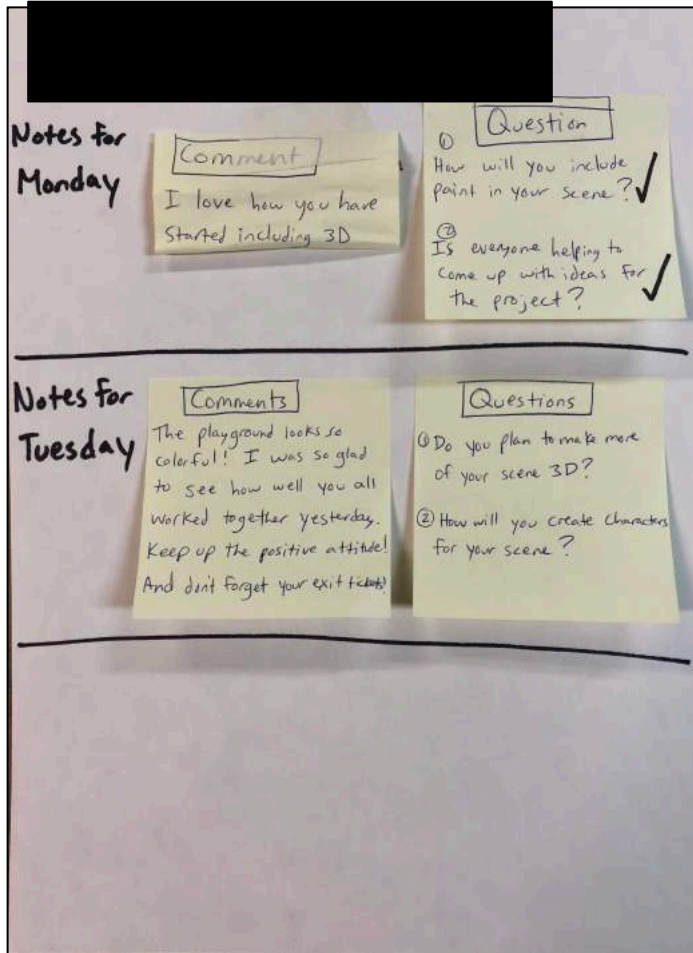 Notes for
Monday
Comment
I love how you have
Started including 3D
Question
① How will you include
paint in your scene? ✓
② Is everyone helping to
come up with ideas for
the project? ✓
Notes for
Tuesday
Comments
The playground looks so
colorful! I was so glad
to see how well you all
worked together yesterday.
Keep up the positive attitude!
And don't forget your exit tickets!
Questions
① Do you plan to make more
of your scene 3D?
② How will you create characters
for your scene?